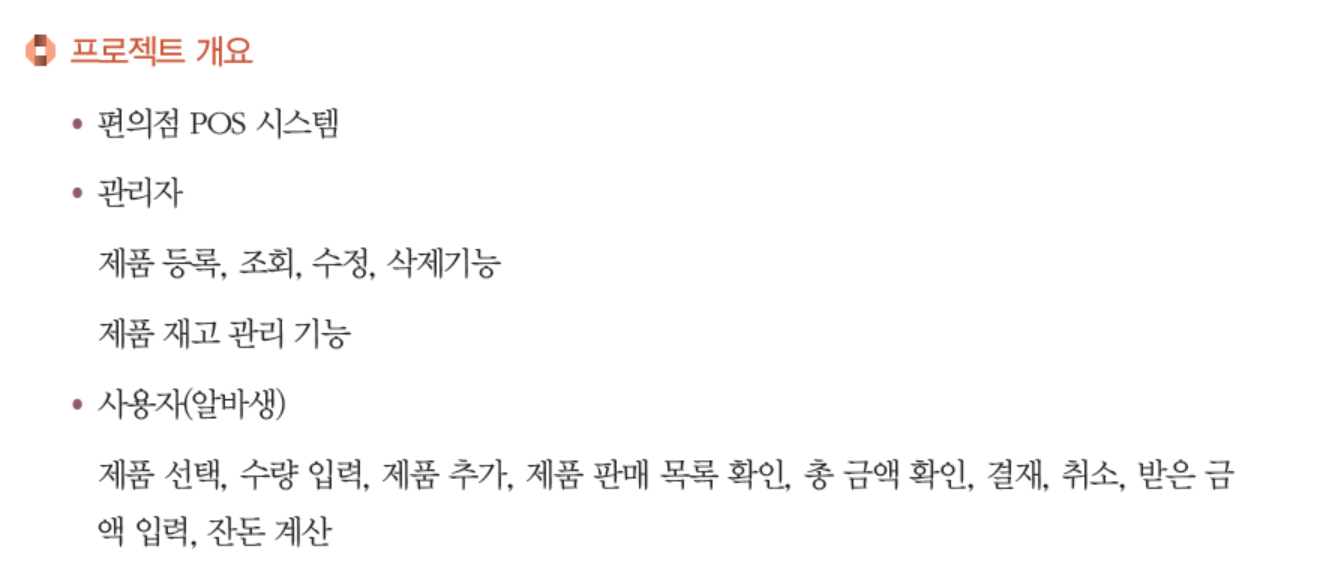 프로젝트 개요
• 편의점 POS 시스템
• 관리자
제품 등록, 조회, 수정, 삭제기능
제품 재고 관리 기능
• 사용자(알바생)
제품 선택, 수량 입력, 제품 추가, 제품 판매 목록 확인, 총 금액 확인, 결재, 취소, 받은 금
액 입력, 잔돈 계산